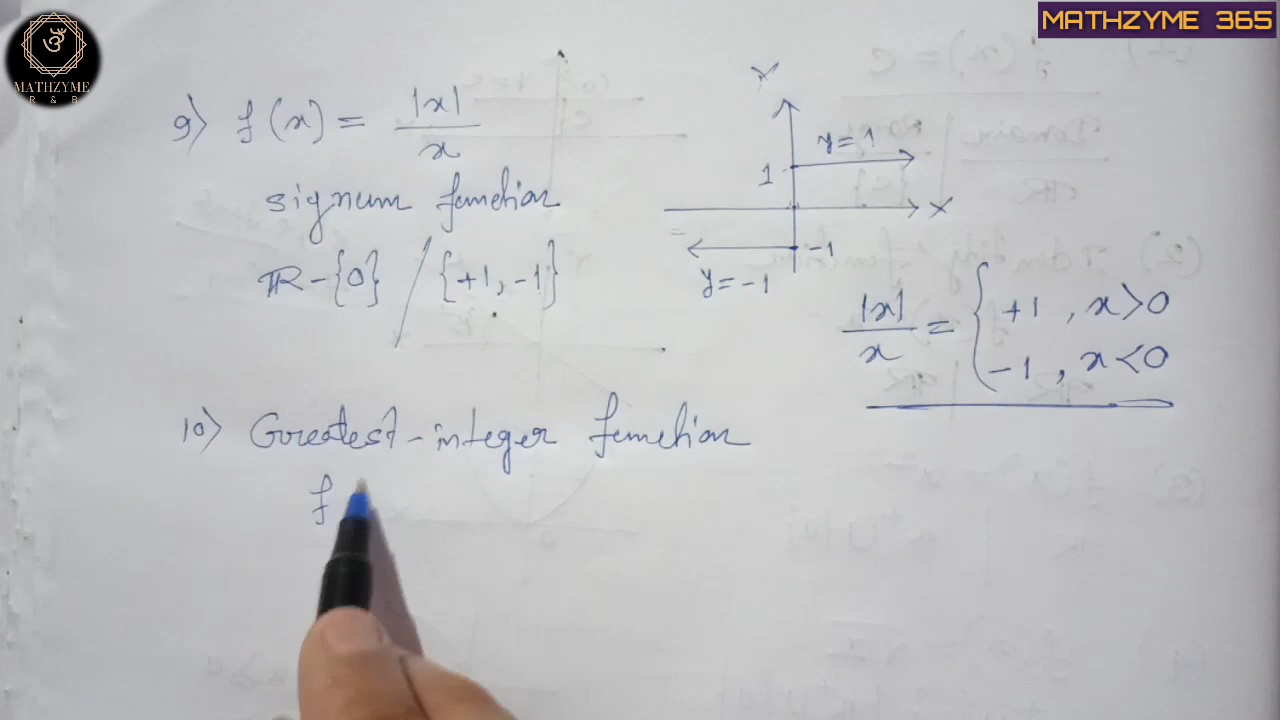 MATHZYME 365
ॐ
MATHZYME
R & B
9) f(x) = |x|/x
signum function
ℝ - {0} / {+1, -1}
Y
y = 1
1
X
-1
y = -1
|x|/x = { +1 , x > 0
-1 , x < 0
10) Greatest-integer function
f